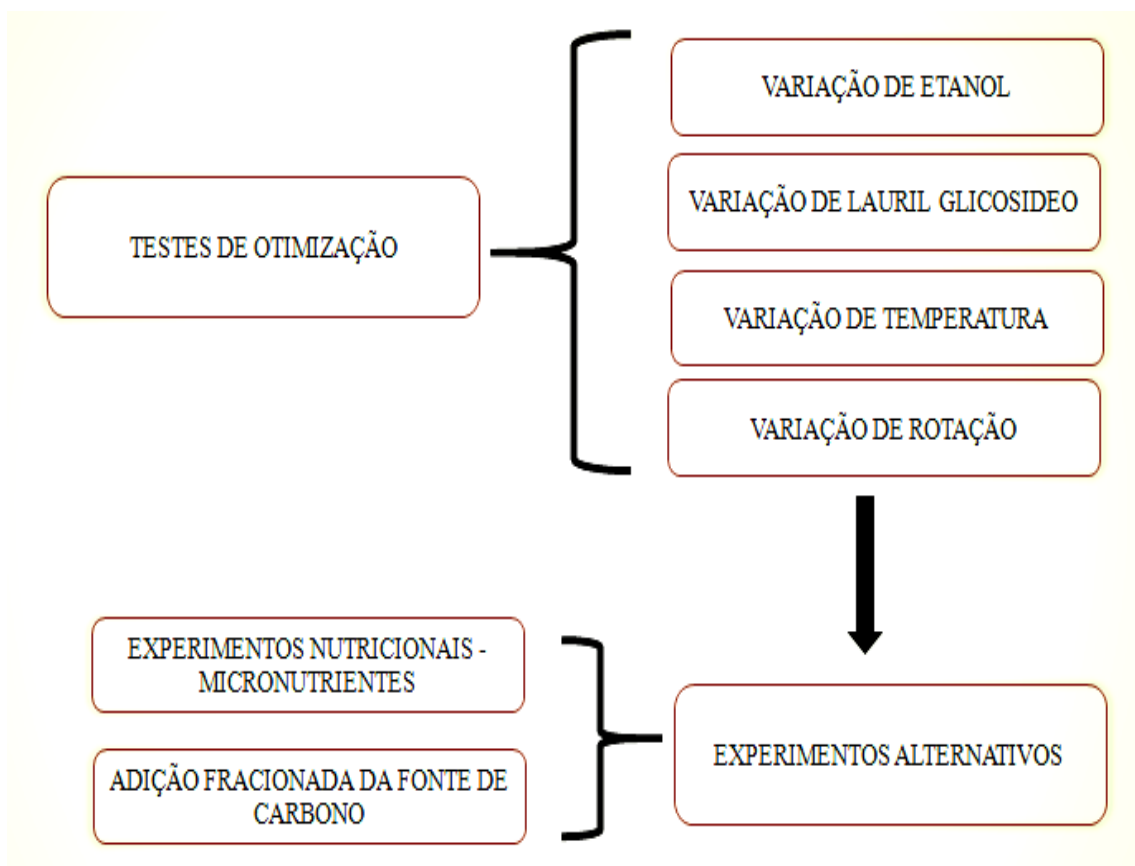 TESTES DE OTIMIZAÇÃO
VARIAÇÃO DE ETANOL
VARIAÇÃO DE LAURIL GLICOSIDEO
VARIAÇÃO DE TEMPERATURA
VARIAÇÃO DE ROTAÇÃO
EXPERIMENTOS ALTERNATIVOS
EXPERIMENTOS NUTRICIONAIS -
MICRONUTRIENTES
ADIÇÃO FRACIONADA DA FONTE DE
CARBONO